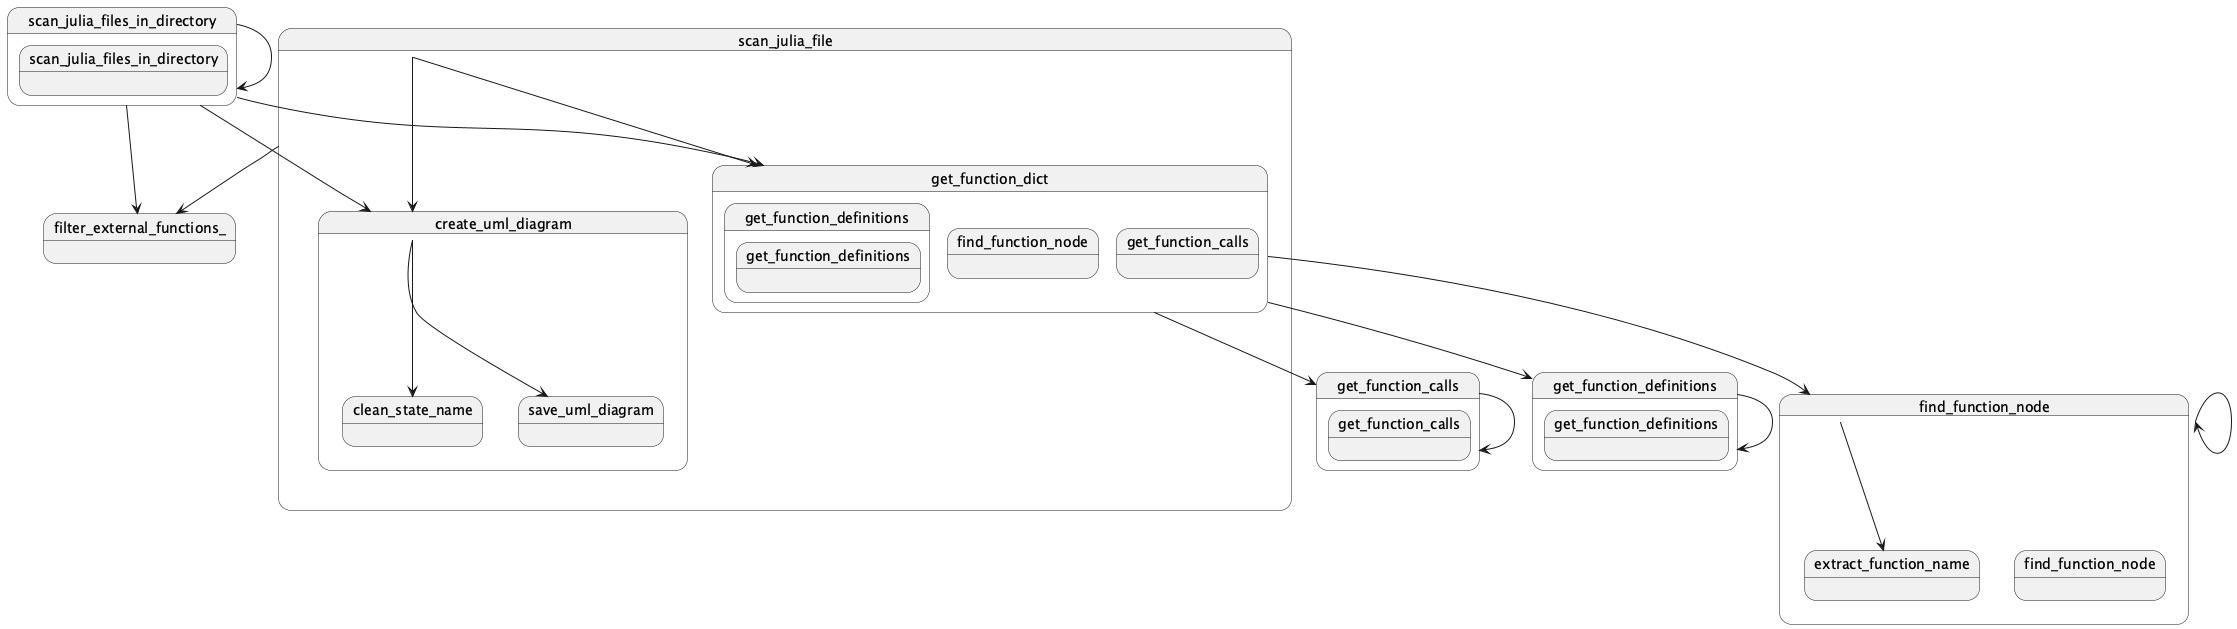 scan_julia_files_in_directory
scan_julia_files_in_directory
scan_julia_file
get_function_dict
get_function_definitions
get_function_definitions
find_function_node
get_function_calls
filter_external_functions_
create_uml_diagram
clean_state_name
save_uml_diagram
get_function_calls
get_function_calls
get_function_definitions
get_function_definitions
find_function_node
extract_function_name
find_function_node